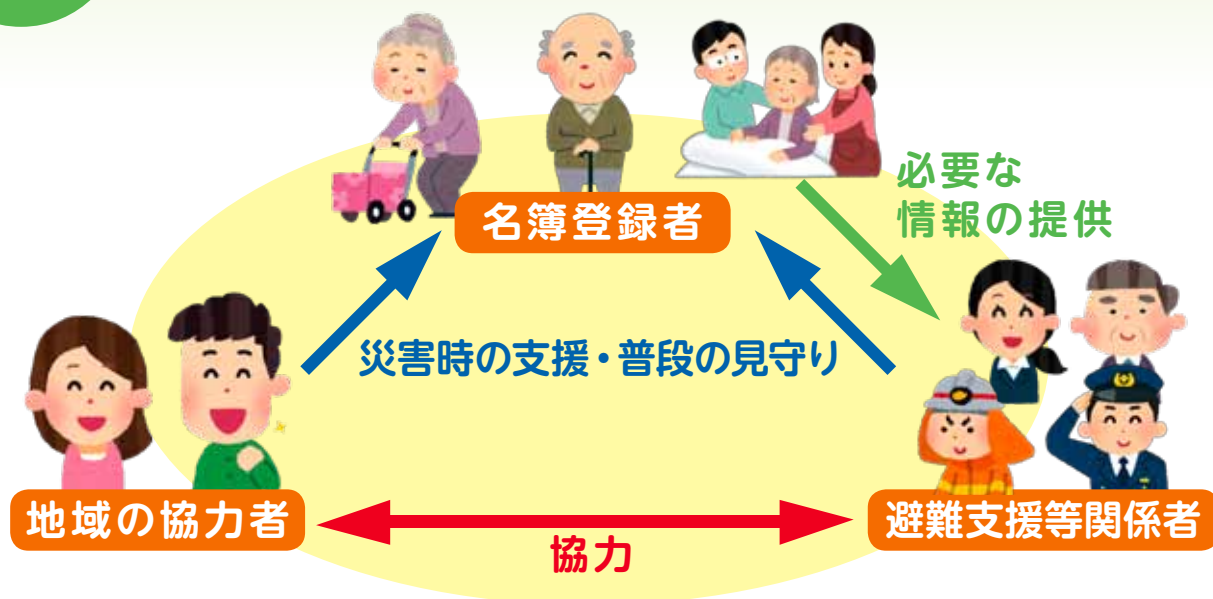 名簿登録者
必要な
情報の提供
災害時の支援・普段の見守り
地域の協力者
避難支援等関係者
協力